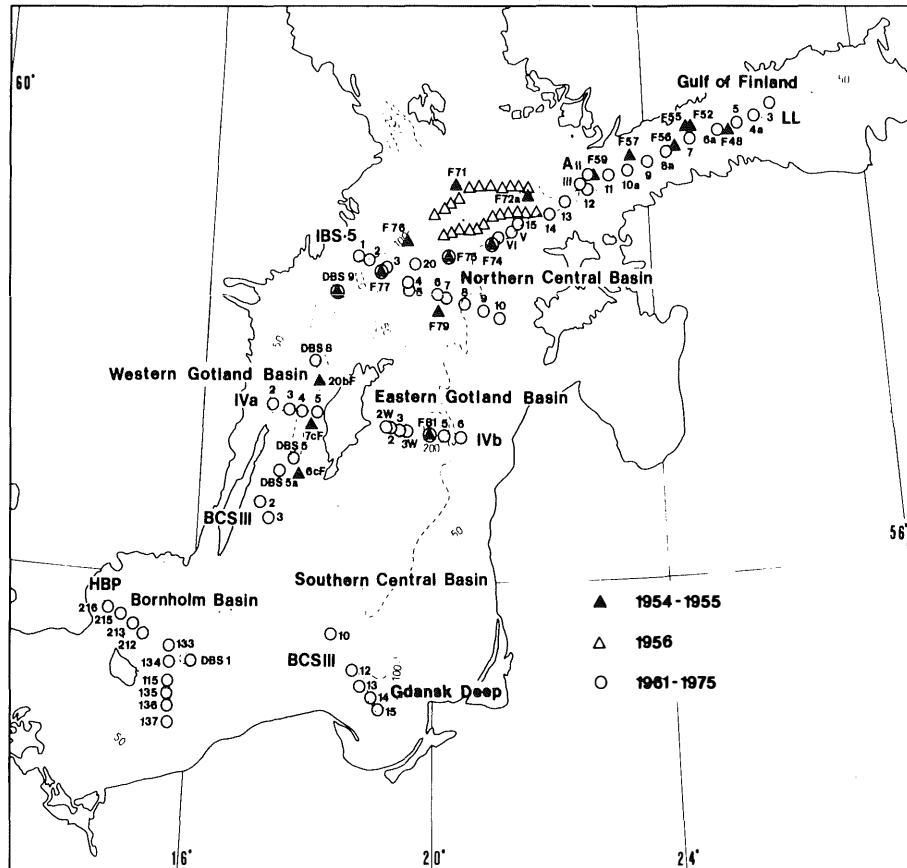 60°
Gulf of Finland
50
F55 F52
5
3
LL
4a
F48
6a
7
F56
8a
F57
9
10a
A II
F59
III
11
12
13
14
F71
F72a
15
V
VI
F74
F76
100
IBS·5
1
2
3
20
F75
F77
DBS 9
4
5
6
7
8
9
10
Northern Central Basin
F79
50
DBS 8
Western Gotland Basin
20bF
Eastern Gotland Basin
IVa
2
3
4
5
7cF
2W
3
F81
2
3W
5
6
IVb
200
DBS 5
DBS 5a
6cF
BCSIII
2
3
50
56°
Southern Central Basin
HBP
Bornholm Basin
216
215
213
212
133
134
DBS 1
115
135
136
137
50
10
BCSIII
12
13
100
Gdansk Deep
14
15
1954-1955
1956
1961-1975
16°
20°
24°